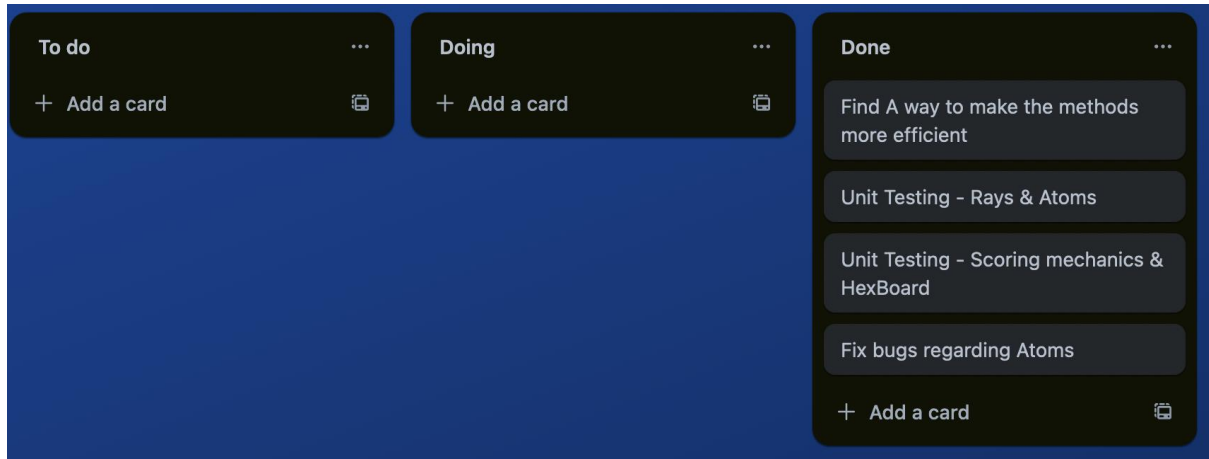 To do
+ Add a card
Doing
+ Add a card
Done
Find A way to make the methods
more efficient
Unit Testing - Rays & Atoms
Unit Testing - Scoring mechanics &
HexBoard
Fix bugs regarding Atoms
+ Add a card